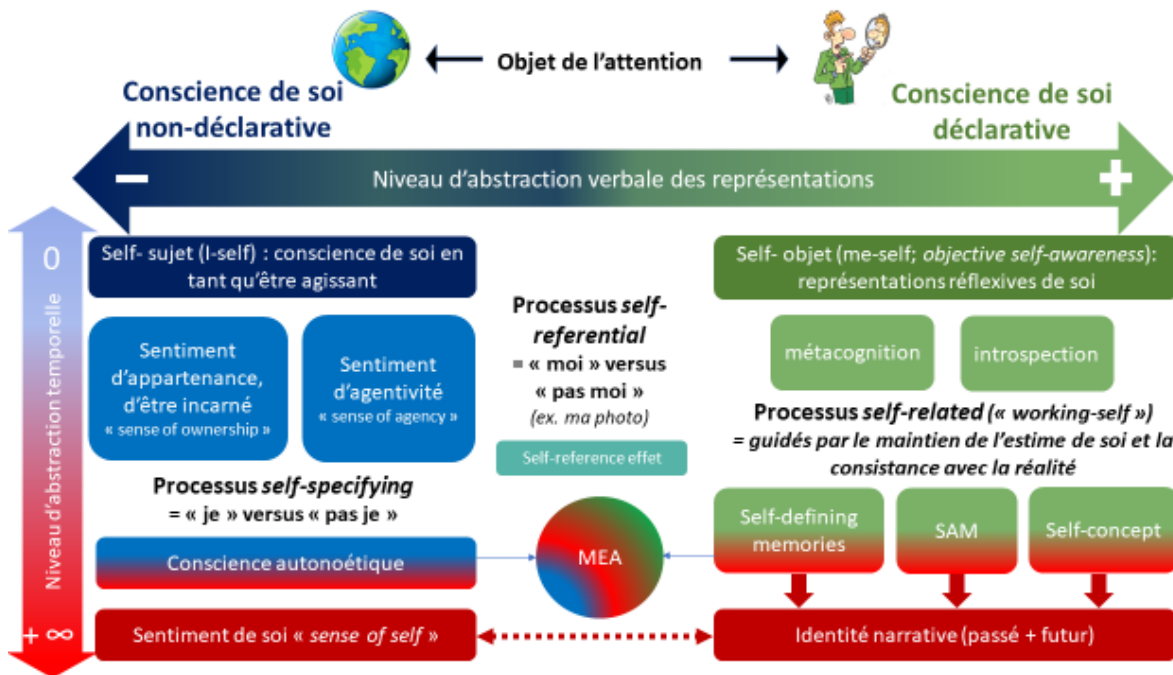 Objet de l'attention
Conscience de soi
non-déclarative
Conscience de soi
déclarative
Niveau d'abstraction verbale des représentations
Niveau d'abstraction temporelle
0
+ ∞
Self- sujet (I-self) : conscience de soi en
tant qu'être agissant
Sentiment
d'appartenance,
d'être incarné
« sense of ownership »
Sentiment
d'agentivité
« sense of agency »
Processus self-specifying
= « je » versus « pas je »
Conscience autonoétique
Sentiment de soi « sense of self »
Processus self-
referential
= « moi » versus
« pas moi »
(ex. ma photo)
Self-reference effet
MEA
Self- objet (me-self; objective self-awareness):
représentations réflexives de soi
métacognition
introspection
Processus self-related (« working-self »)
= guidés par le maintien de l'estime de soi et la
consistance avec la réalité
Self-defining
memories
SAM
Self-concept
Identité narrative (passé + futur)